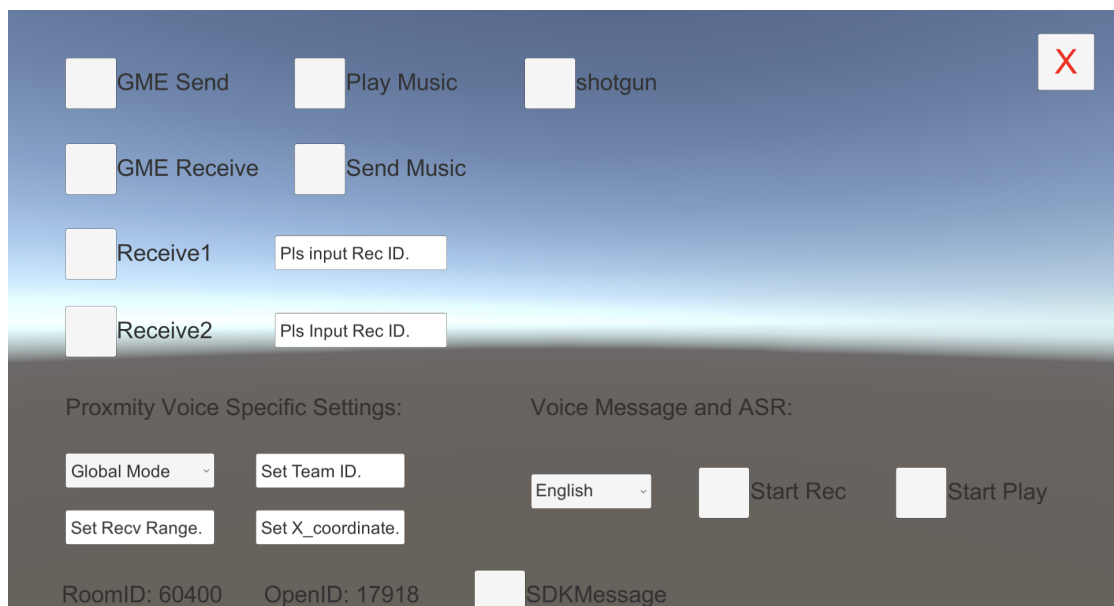 GME Send Play Music shotgun X
GME Receive Send Music
Receive1 Pls input Rec ID.
Receive2 Pls Input Rec ID.
Proxmity Voice Specific Settings: Voice Message and ASR:
Global Mode Set Team ID.
English Start Rec Start Play
Set Recv Range. Set X_coordinate.
RoomID: 60400 OpenID: 17918 SDKMessage